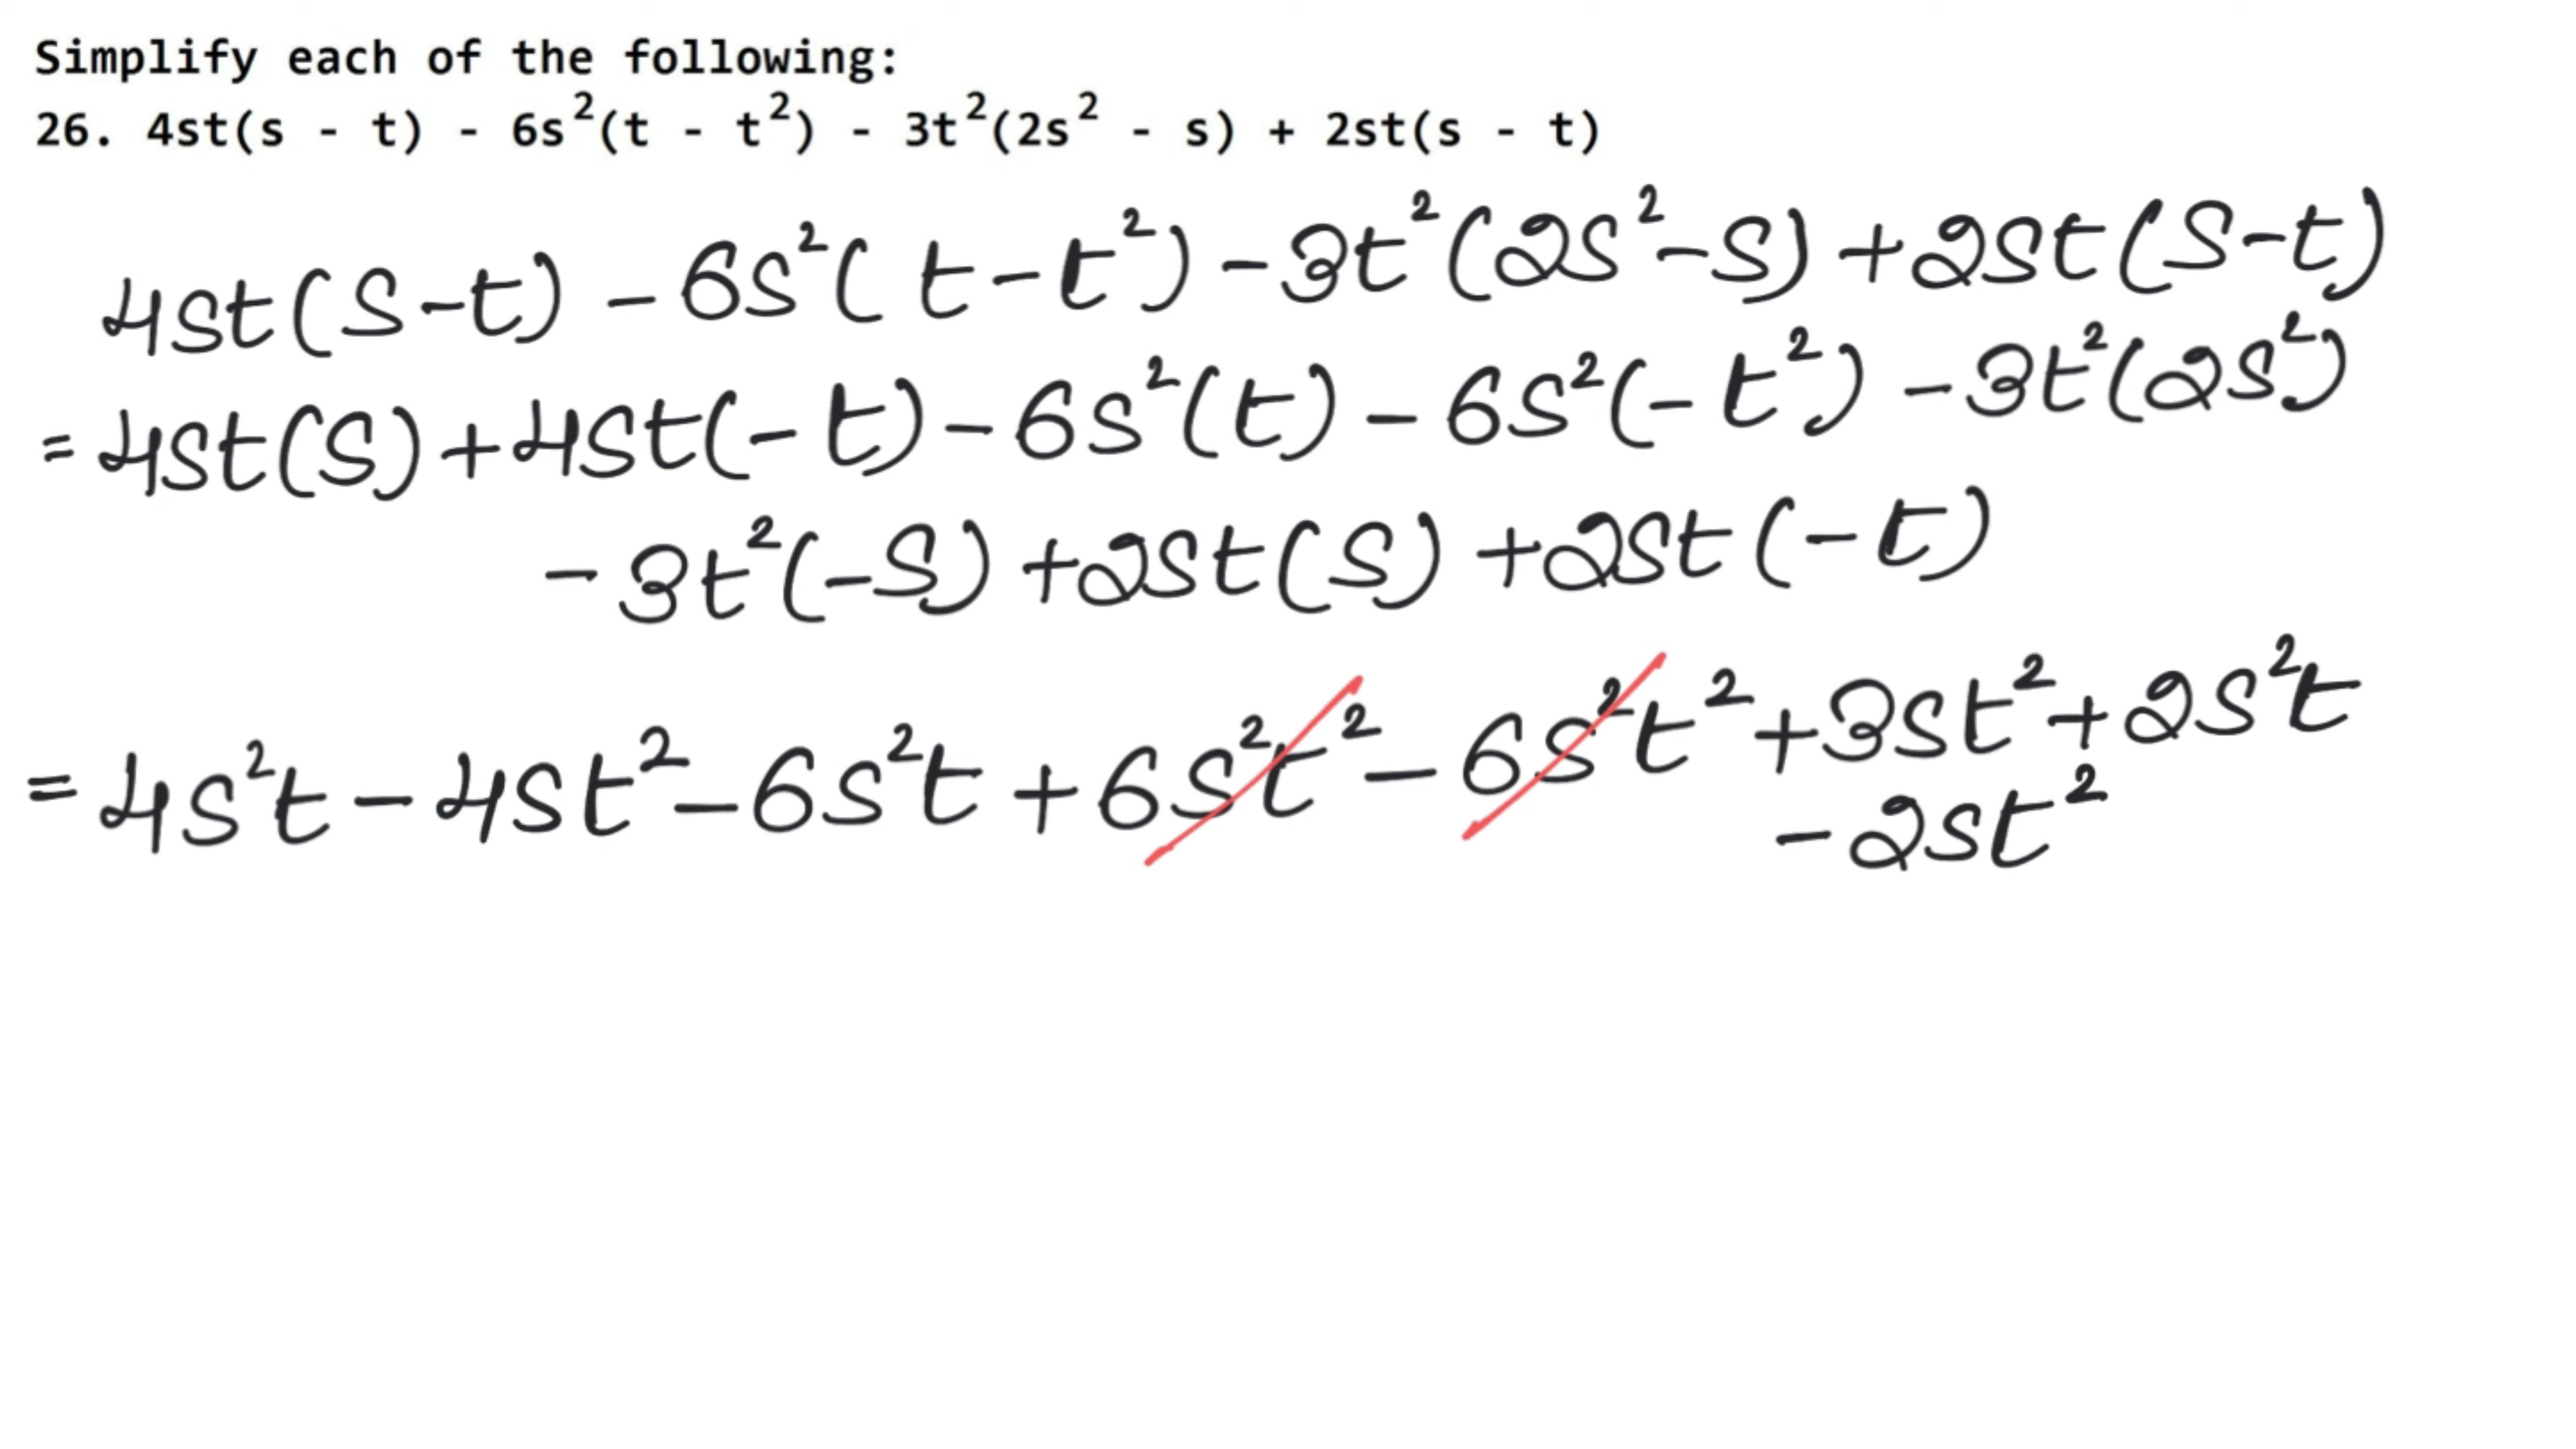 Simplify each of the following:
26. 4st(s - t) - 6s²(t - t²) - 3t²(2s² - s) + 2st(s - t)
4st(s-t) - 6s²(t-t²) - 3t²(2s²-s) + 2st(s-t)
= 4st(s) + 4st(-t) - 6s²(t) - 6s²(-t²) - 3t²(2s²)
- 3t²(-s) + 2st(s) + 2st(-t)
= 4s²t - 4st² - 6s²t + 6s²t² - 6s²t² + 3st² + 2s²t
- 2st²